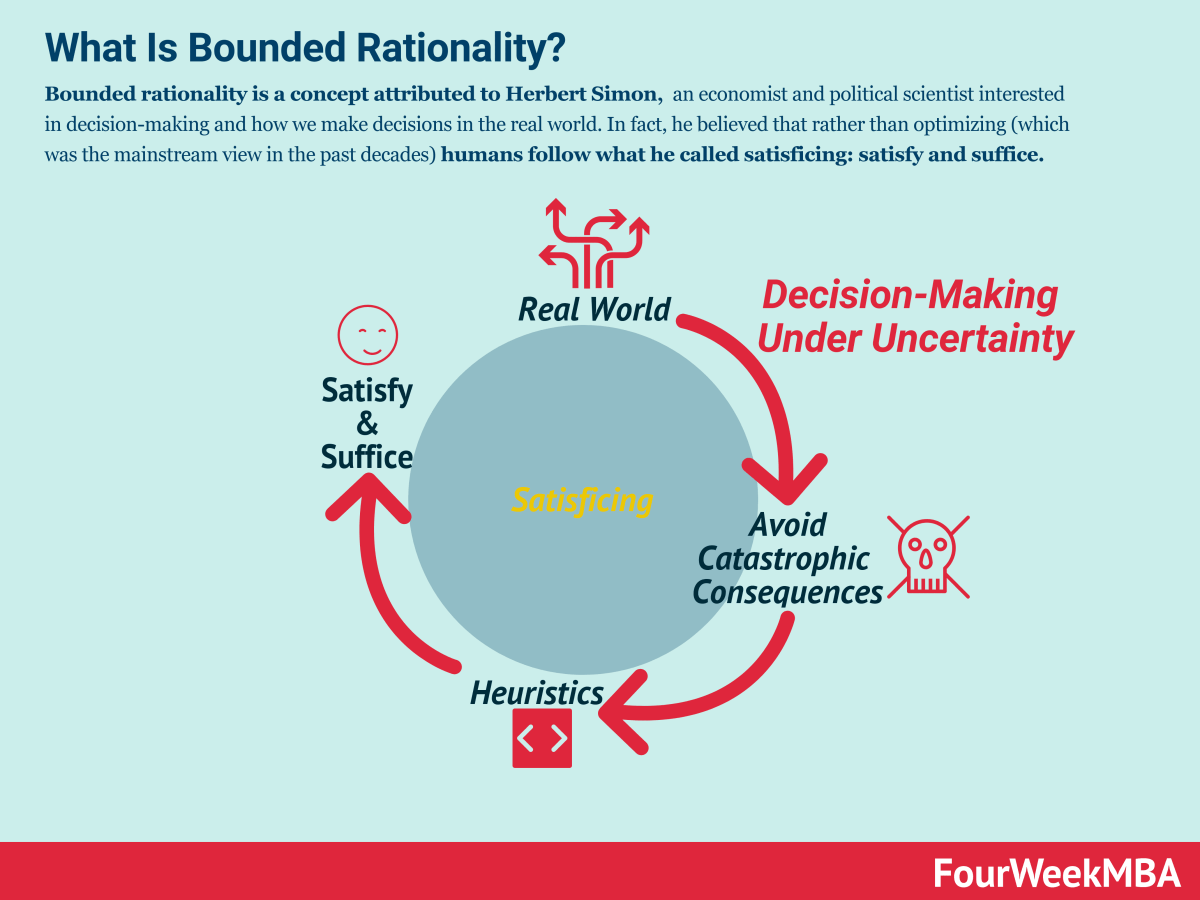 What Is Bounded Rationality?
Bounded rationality is a concept attributed to Herbert Simon, an economist and political scientist interested
in decision-making and how we make decisions in the real world. In fact, he believed that rather than optimizing (which
was the mainstream view in the past decades) humans follow what he called satisficing: satisfy and suffice.
Real World
Decision-Making
Under Uncertainty
Satisfy
&
Suffice
Satisficing
Avoid
Catastrophic
Consequences
Heuristics
FourWeekMBA